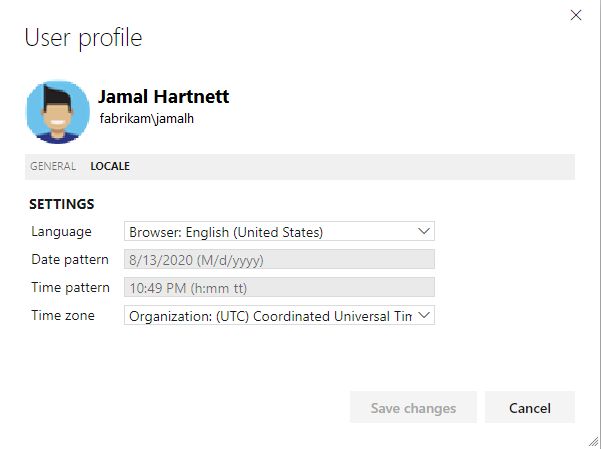 User profile
Jamal Hartnett
fabrikam\jamalh
GENERAL LOCALE
SETTINGS
Language Browser: English (United States)
Date pattern 8/13/2020 (M/d/yyyy)
Time pattern 10:49 PM (h:mm tt)
Time zone Organization: (UTC) Coordinated Universal Tim
Save changes Cancel